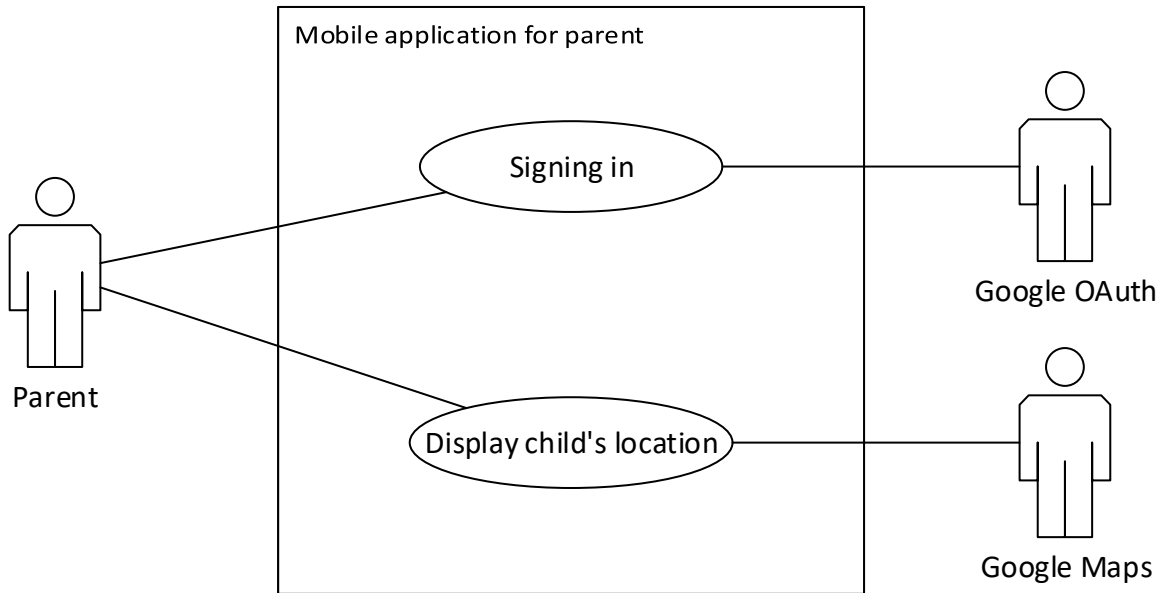 Mobile application for parent
Signing in
Google OAuth
Parent
Display child's location
Google Maps